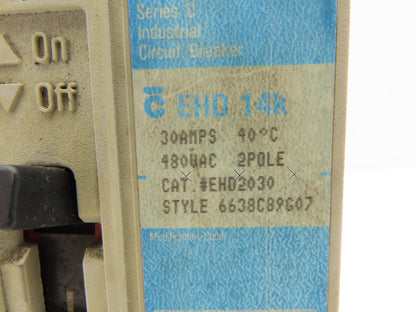 Series C
Industrial
Circuit Breaker
On
Off
EHD 14k
30AMPS 40°C
480VAC 2POLE
CAT.#EHD2030
STYLE 6638C89G07